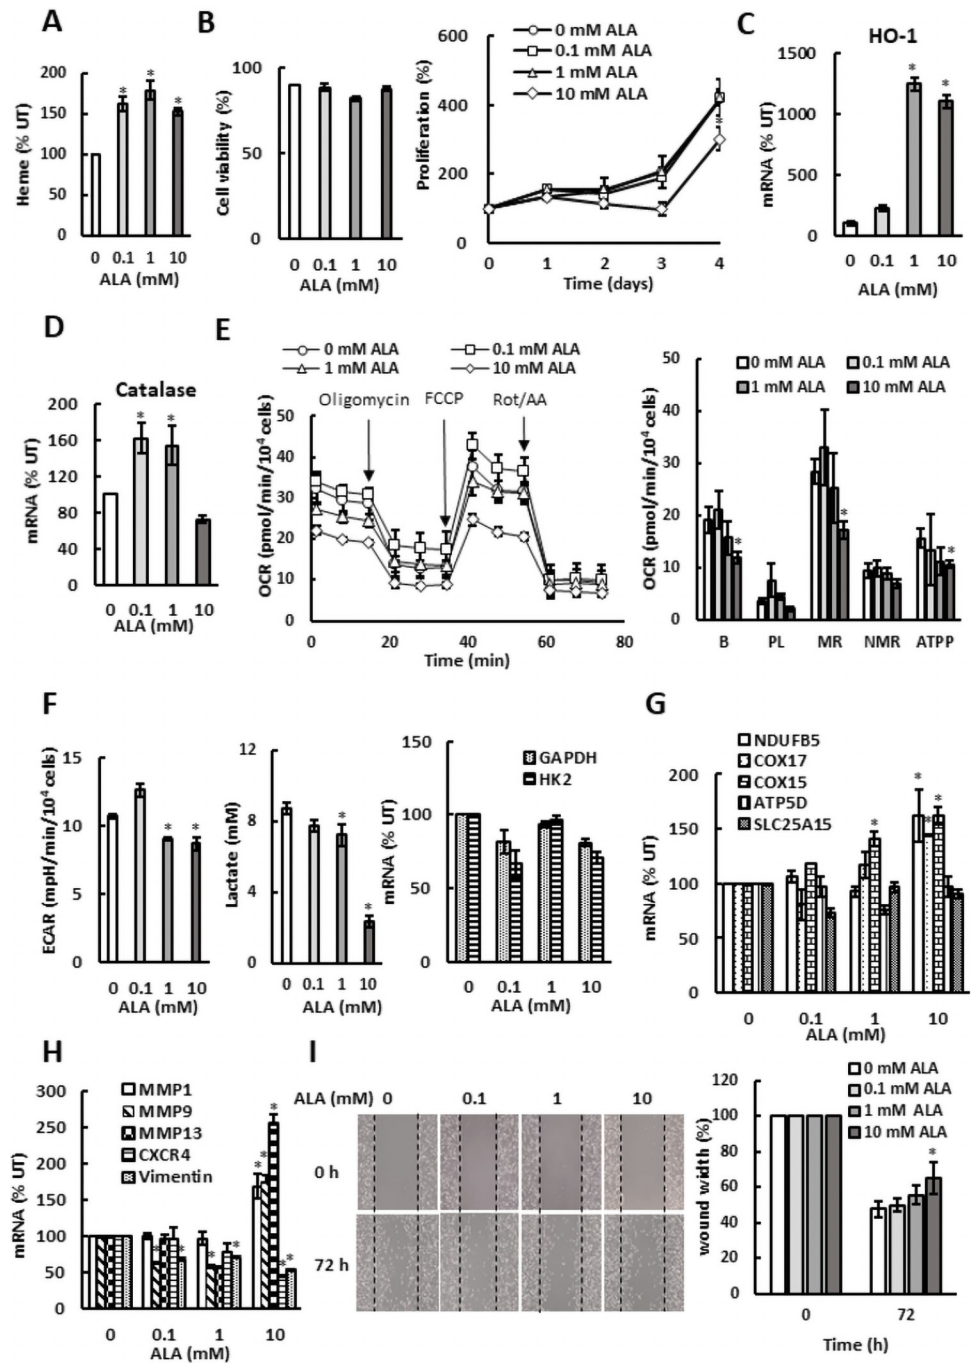 A
Heme (% UT)
200
150
100
50
0
0 0.1 1 10
ALA (mM)
* * *
B
Cell viability (%)
100
50
0
0 0.1 1 10
ALA (mM)
Proliferation (%)
600
400
200
0
0 mM ALA
0.1 mM ALA
1 mM ALA
10 mM ALA
*
0 1 2 3 4
Time (days)
C
HO-1
mRNA (% UT)
1500
1000
500
0
* *
0 0.1 1 10
ALA (mM)
D
Catalase
mRNA (% UT)
200
160
120
80
40
0
* *
0 0.1 1 10
ALA (mM)
E
0 mM ALA 0.1 mM ALA
1 mM ALA 10 mM ALA
Oligomycin FCCP Rot/AA
OCR (pmol/min/10⁴ cells)
50
40
30
20
10
0
0 20 40 60 80
Time (min)
OCR (pmol/min/10⁴ cells)
50
40
30
20
10
0
0 mM ALA 0.1 mM ALA
1 mM ALA 10 mM ALA
* * *
B PL MR NMR ATPP
F
ECAR (mpH/min/10⁴ cells)
15
10
5
0
* *
0 0.1 1 10
ALA (mM)
Lactate (mM)
12
8
4
0
* *
0 0.1 1 10
ALA (mM)
mRNA (% UT)
150
100
50
0
GAPDH
HK2
0 0.1 1 10
ALA (mM)
G
NDUFB5
COX17
COX15
ATP5D
SLC25A15
mRNA (% UT)
200
150
100
50
0
* * * *
0 0.1 1 10
ALA (mM)
H
MMP1
MMP9
MMP13
CXCR4
Vimentin
mRNA (% UT)
300
250
200
150
100
50
0
* * * * * * * * *
0 0.1 1 10
ALA (mM)
I
ALA (mM) 0 0.1 1 10
0 h
72 h
wound width (%)
120
100
80
60
40
20
0
0 mM ALA
0.1 mM ALA
1 mM ALA
10 mM ALA
*
0 72
Time (h)